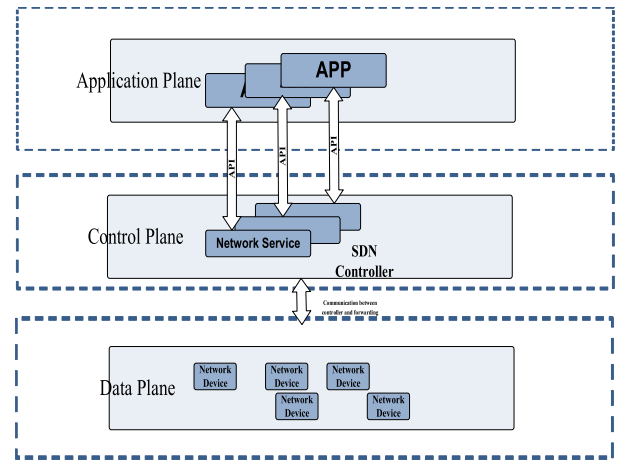 Application Plane
APP
A
API
API
API
Control Plane
Network Service
SDN
Controller
Communication between
controller and forwarding
Data Plane
Network
Device
Network
Device
Network
Device
Network
Device
Network
Device